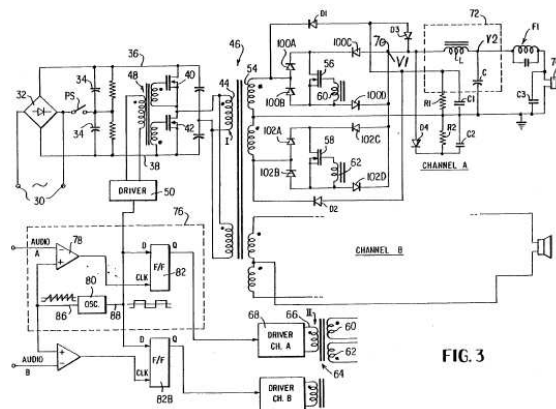 72
D1
D3
V2
F1
36
46
100A
100C
70
V1
L
74
32
PS
34
48
40
44
54
56
60
C
34
42
100B
100D
R1
C1
C3
I
58
102A
102C
D4
R2
C2
38
62
CHANNEL A
30
DRIVER
50
102B
102D
76
D2
AUDIO
A
78
D Q
F/F
82
80
CHANNEL B
OSC.
CLK
86
88
II
68
66
60
DRIVER
CH. A
62
D Q
F/F
64
FIG. 3
AUDIO
B
CLK
82B
DRIVER
CH. B